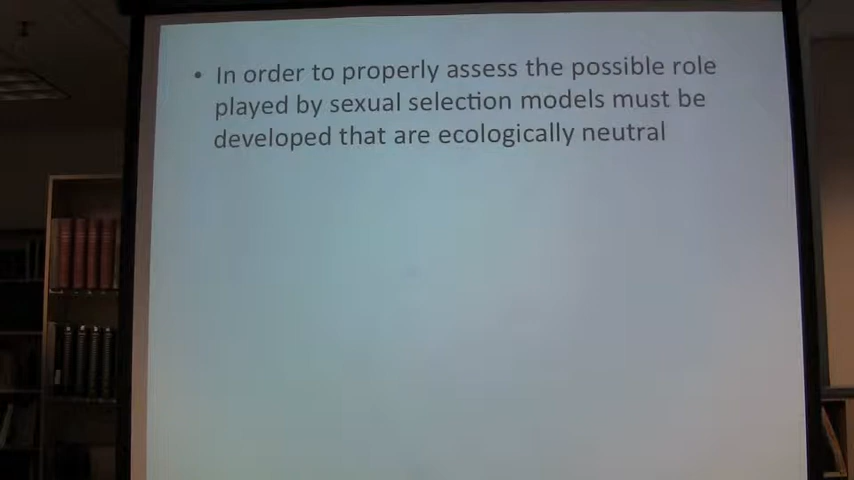 • In order to properly assess the possible role
played by sexual selection models must be
developed that are ecologically neutral